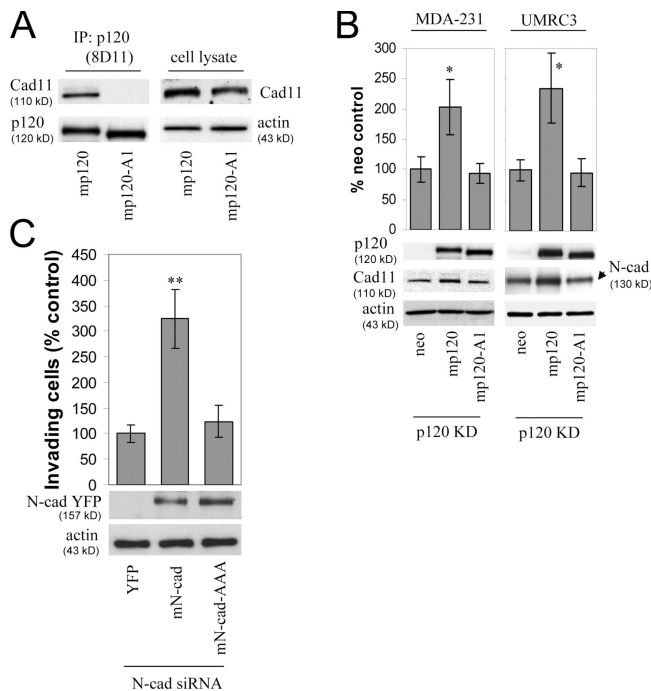 A
IP: p120
(8D11)
cell lysate
Cad11
(110 kD)
Cad11
p120
(120 kD)
actin
(43 kD)
mp120
mp120-A1
mp120
mp120-A1
B
MDA-231
UMRC3
% neo control
300
250
200
150
100
50
0
*
*
p120
(120 kD)
Cad11
(110 kD)
N-cad
(130 kD)
actin
(43 kD)
neo
mp120
mp120-A1
neo
mp120
mp120-A1
p120 KD
p120 KD
C
Invading cells (% control)
450
400
350
300
250
200
150
100
50
0
**
N-cad YFP
(157 kD)
actin
(43 kD)
YFP
mN-cad
mN-cad-AAA
N-cad siRNA